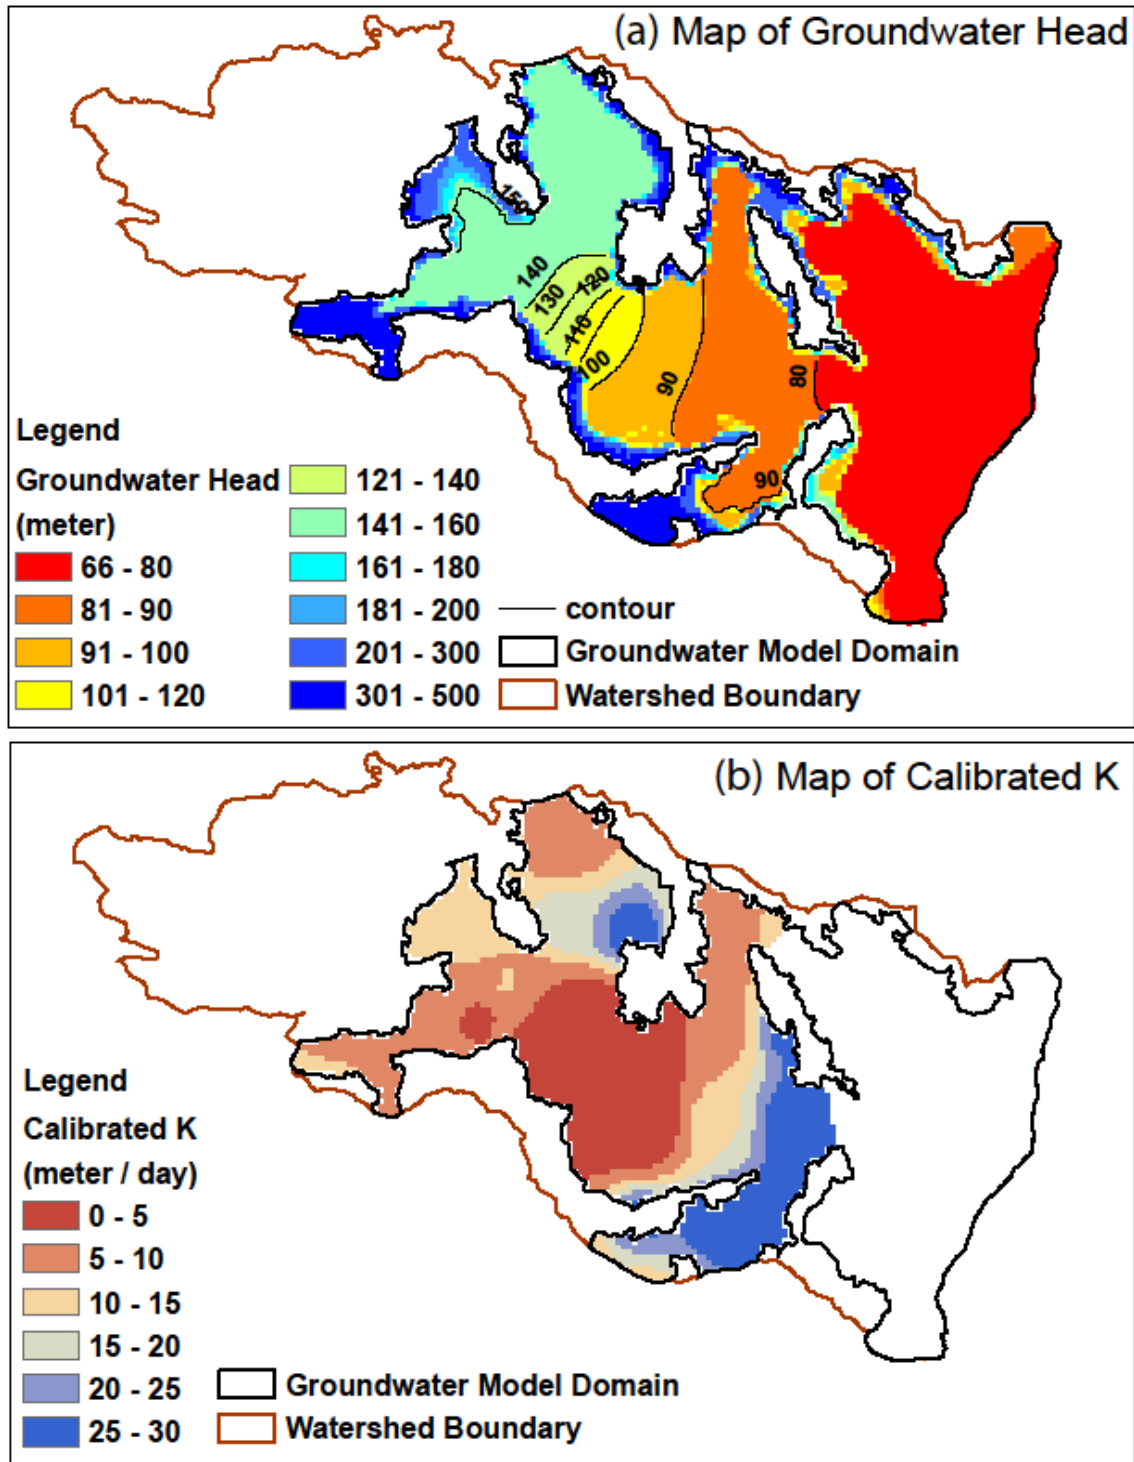 (a) Map of Groundwater Head
150
140
130
120
110
100
90
80
90
Legend
Groundwater Head
(meter)
66 - 80
81 - 90
91 - 100
101 - 120
121 - 140
141 - 160
161 - 180
181 - 200
201 - 300
301 - 500
contour
Groundwater Model Domain
Watershed Boundary
(b) Map of Calibrated K
Legend
Calibrated K
(meter / day)
0 - 5
5 - 10
10 - 15
15 - 20
20 - 25
25 - 30
Groundwater Model Domain
Watershed Boundary